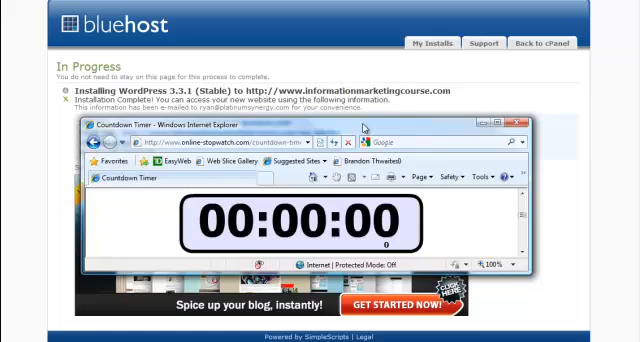 bluehost
My Installs Support Back to cPanel
In Progress
You do not need to stay on this page for this process to complete.
Installing WordPress 3.3.1 (Stable) to http://www.informationmarketingcourse.com
Installation Complete! You can access your new website using the following information.
This information has been e-mailed to ryan@platinumsynergy.com for your convenience.
Countdown Timer - Windows Internet Explorer
http://www.online-stopwatch.com/countdown-tim
Google
Favorites EasyWeb Web Slice Gallery Suggested Sites Brandon Thwaites0
Countdown Timer
Page Safety Tools
00:00:00
0
Internet | Protected Mode: Off
100%
CLICK HERE
Spice up your blog, instantly! GET STARTED NOW!
Powered by SimpleScripts | Legal